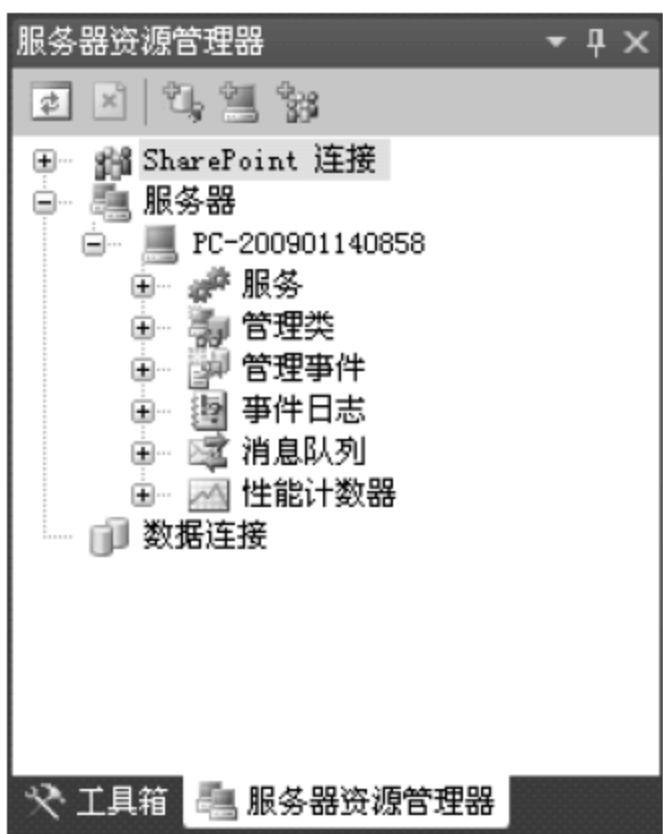 服务器资源管理器
SharePoint 连接
服务器
PC-200901140858
服务
管理类
管理事件
事件日志
消息队列
性能计数器
数据连接
工具箱 服务器资源管理器